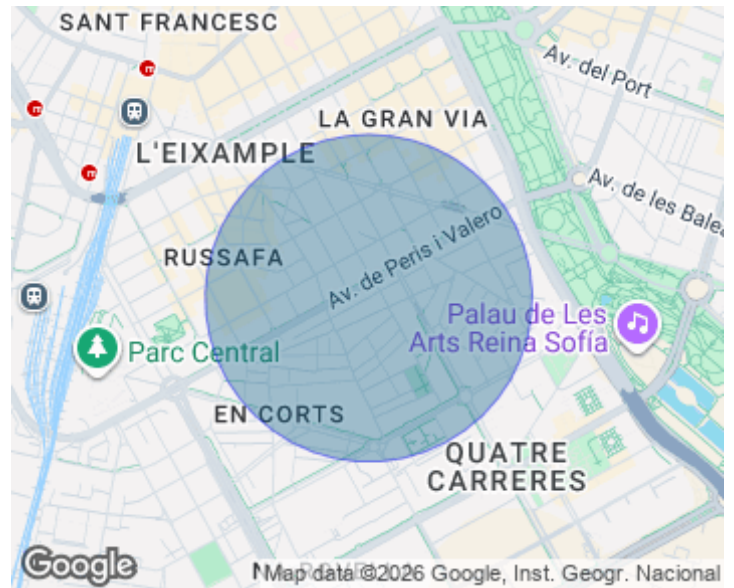 SANT FRANCESC
Av. del Port
LA GRAN VIA
L'EIXAMPLE
Av. de les Balea
RUSSAFA
Av. de Peris i Valero
Palau de Les
Arts Reina Sofía
Parc Central
EN CORTS
QUATRE
CARRERES
Google
Map data ©2026 Google, Inst. Geogr. Nacional